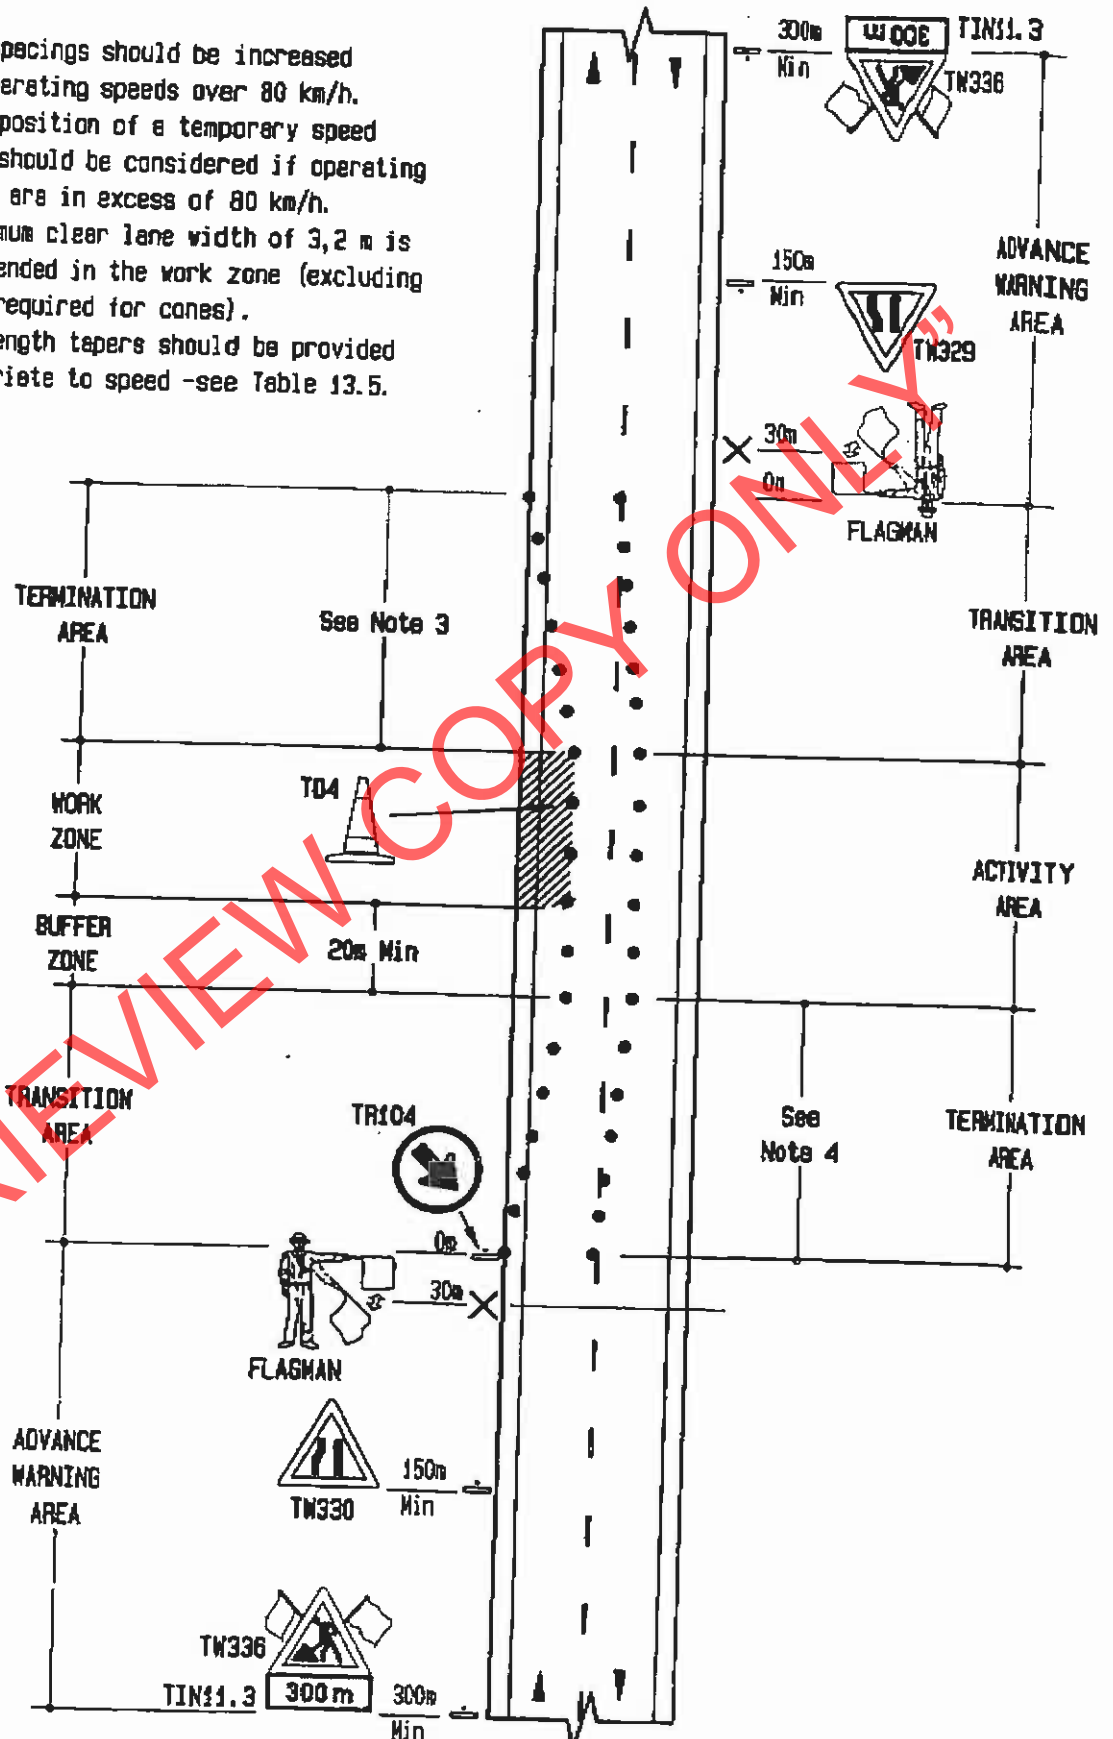 pacings should be increased
erating speeds over 80 km/h.
position of a temporary speed
should be considered if operating
are in excess of 80 km/h.
mum clear lane width of 3,2 m is
ended in the work zone (excluding
required for cones).
ength tapers should be provided
riate to speed -see Table 13.5.
300m
Min
300 m
TIN11.3
TW336
150m
Min
TW329
ADVANCE
WARNING
AREA
30m
0m
FLAGMAN
TERMINATION
AREA
See Note 3
TRANSITION
AREA
T04
WORK
ZONE
ACTIVITY
AREA
BUFFER
ZONE
20m Min
TRANSITION
AREA
TR104
See
Note 4
TERMINATION
AREA
0m
30m
FLAGMAN
ADVANCE
WARNING
AREA
TW330
150m
Min
TW336
TIN11.3
300 m
300m
Min
REVIEW COPY ONLY”